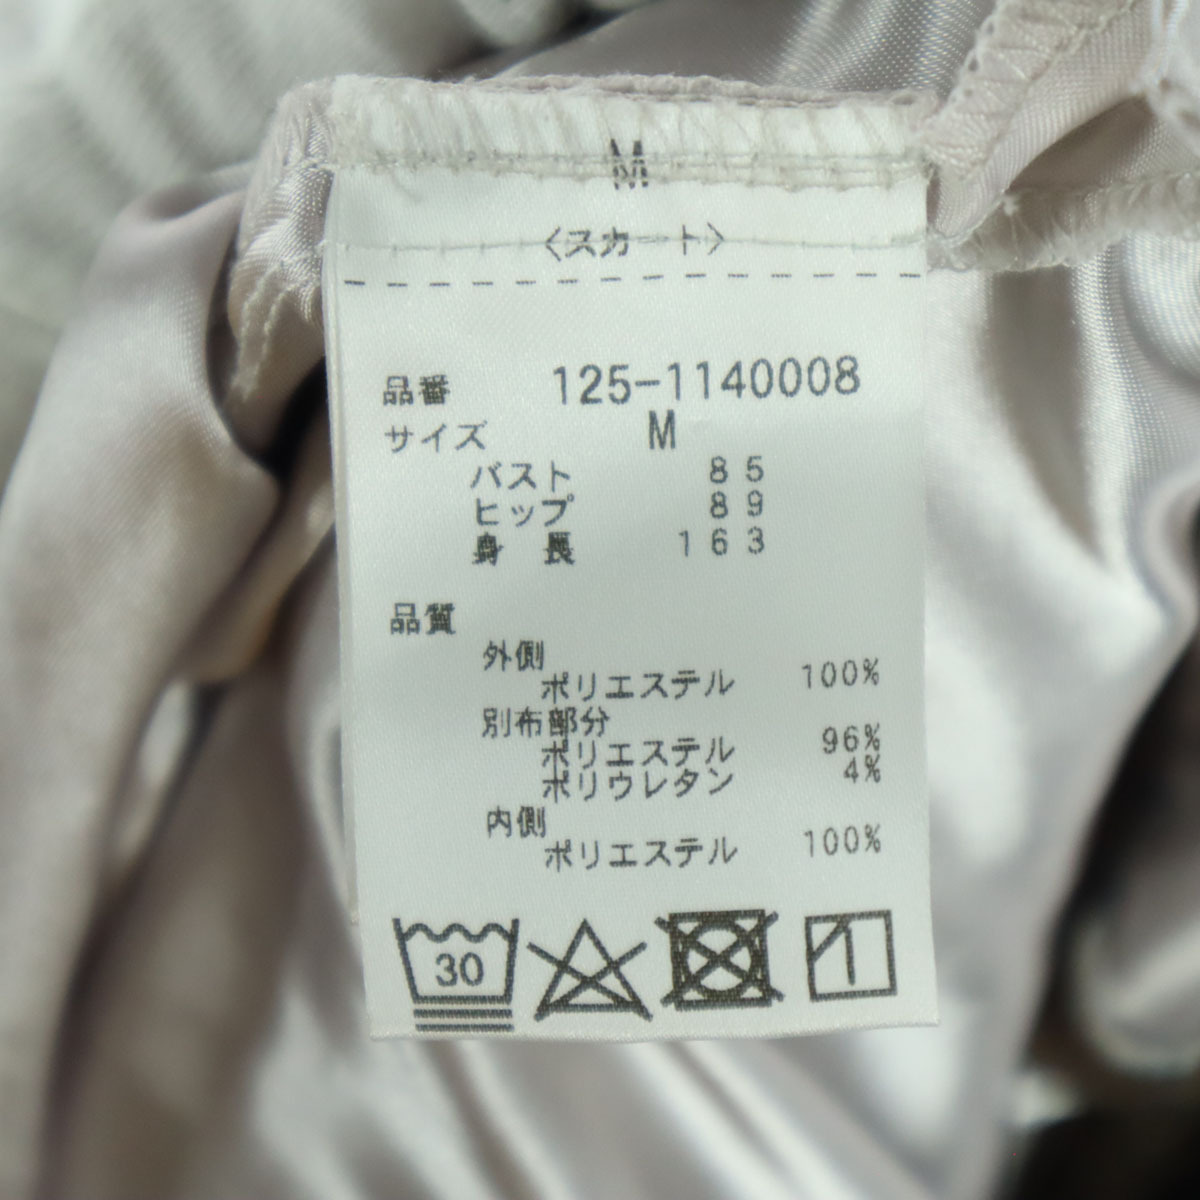 M
〈スカート〉
品番 125-1140008
サイズ M
バスト 85
ヒップ 89
身長 163
品質
外側
ポリエステル 100%
別布部分
ポリエステル 96%
ポリウレタン 4%
内側
ポリエステル 100%
30